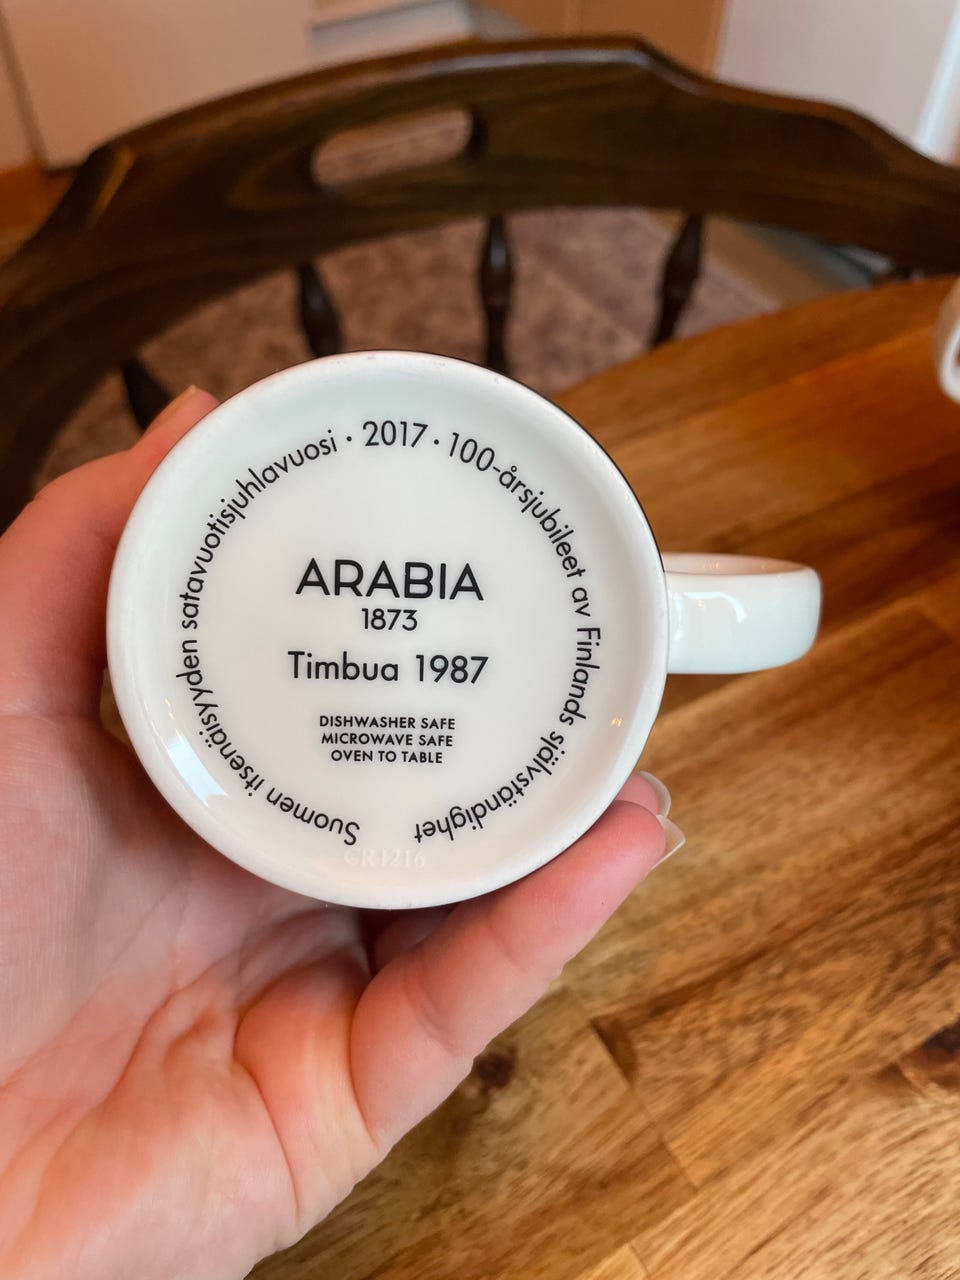 Suomen itsenäisyyden satavuotisjuhlavuosi · 2017 · 100-årsjubileet av Finlands självständighet
ARABIA
1873
Timbua 1987
DISHWASHER SAFE
MICROWAVE SAFE
OVEN TO TABLE